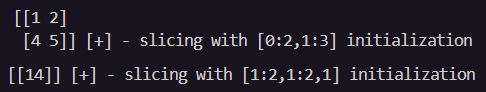 [[1 2]
[4 5]] [+] - slicing with [0:2,1:3] initialization
[[14]] [+] - slicing with [1:2,1:2,1] initialization